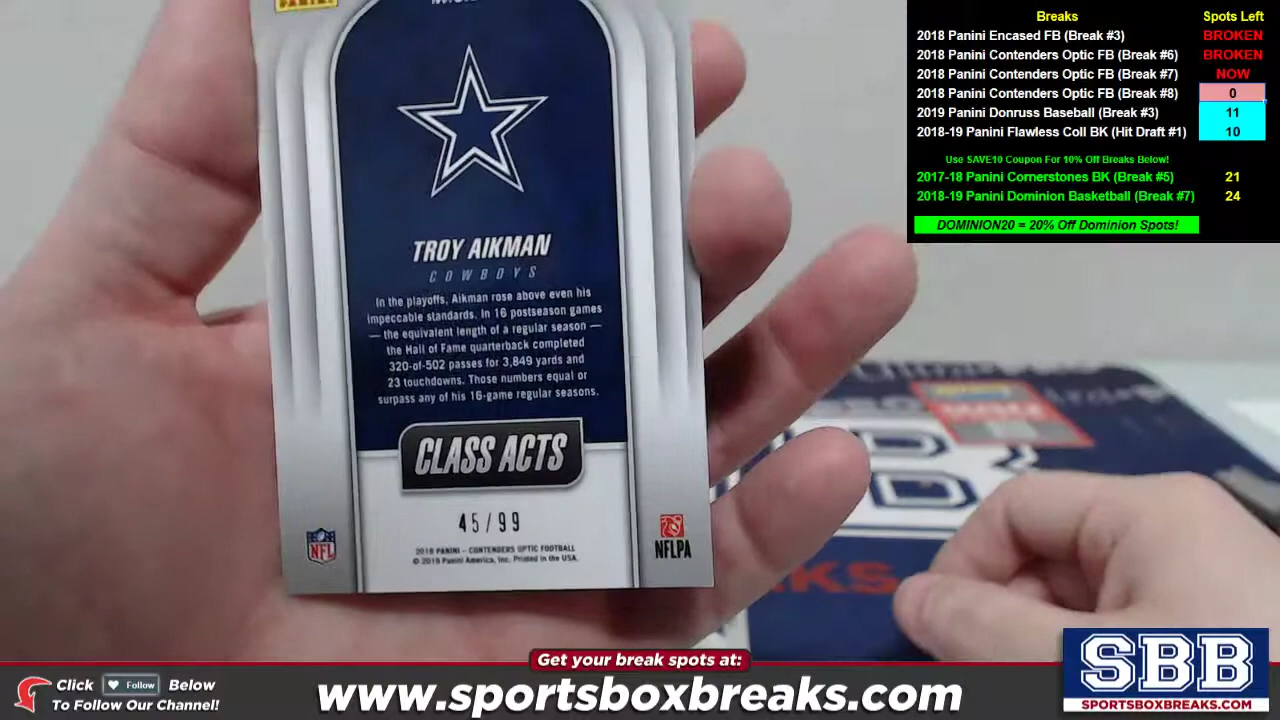 Breaks Spots Left
2018 Panini Encased FB (Break #3) BROKEN
2018 Panini Contenders Optic FB (Break #6) BROKEN
2018 Panini Contenders Optic FB (Break #7) NOW
2018 Panini Contenders Optic FB (Break #8) 0
2019 Panini Donruss Baseball (Break #3) 11
2018-19 Panini Flawless Coll BK (Hit Draft #1) 10
Use SAVE10 Coupon For 10% Off Breaks Below!
2017-18 Panini Cornerstones BK (Break #5) 21
2018-19 Panini Dominion Basketball (Break #7) 24
DOMINION20 = 20% Off Dominion Spots!
PANINI
TROY AIKMAN
COWBOYS
In the playoffs, Aikman rose above even his
impeccable standards. In 16 postseason games
— the equivalent length of a regular season —
the Hall of Fame quarterback completed
320-of-502 passes for 3,849 yards and
23 touchdowns. Those numbers equal or
surpass any of his 16-game regular seasons.
CLASS ACTS
45/99
NFL
NFLPA
2018 PANINI – CONTENDERS OPTIC FOOTBALL
© 2019 Panini America, Inc. Printed in the USA.
Get your break spots at:
Click Follow Below
To Follow Our Channel!
www.sportsboxbreaks.com
SBB
SPORTSBOXBREAKS.COM